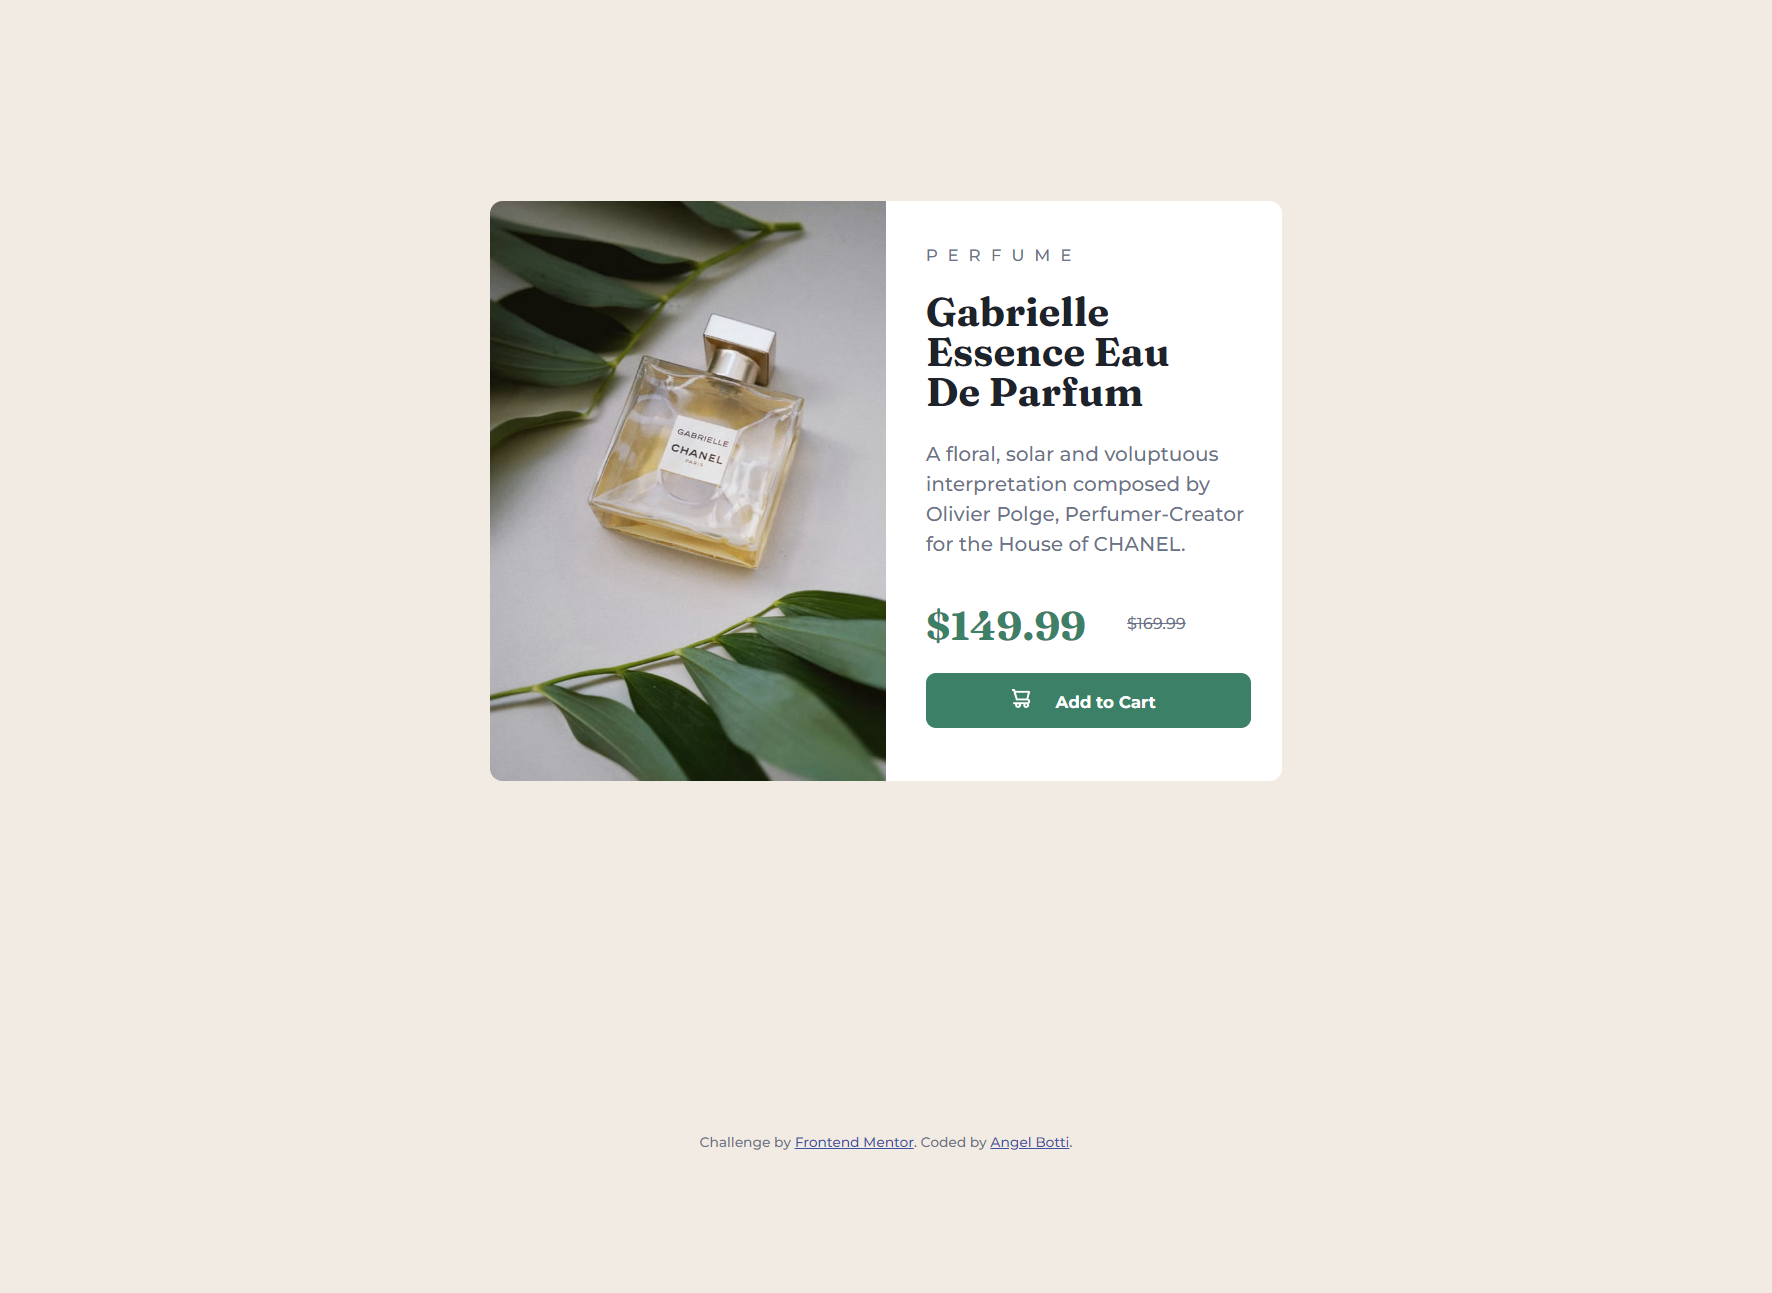 GABRIELLE
CHANEL
PARIS
P E R F U M E
Gabrielle
Essence Eau
De Parfum
A floral, solar and voluptuous
interpretation composed by
Olivier Polge, Perfumer-Creator
for the House of CHANEL.
$149.99 $169.99
Add to Cart
Challenge by Frontend Mentor. Coded by Angel Botti.